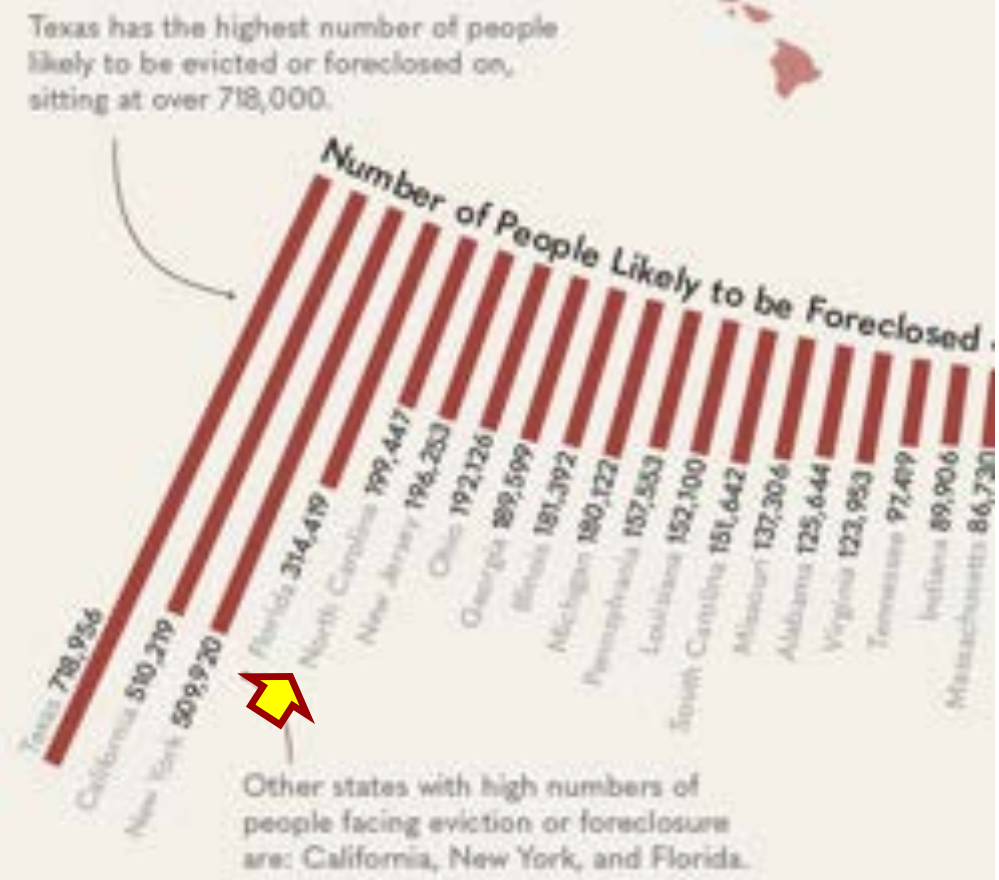 Texas has the highest number of people
likely to be evicted or foreclosed on,
sitting at over 718,000.
Number of People Likely to be Foreclosed
Texas 718,956
California 510,219
New York 509,920
Florida 314,419
North Carolina 199,447
New Jersey 196,253
Ohio 192,126
Georgia 189,599
Illinois 181,392
Michigan 180,122
Pennsylvania 157,553
Louisiana 152,100
South Carolina 151,642
Missouri 137,306
Alabama 125,644
Virginia 123,953
Tennessee 97,419
Indiana 89,906
Massachusetts 86,730
Other states with high numbers of
people facing eviction or foreclosure
are: California, New York, and Florida.